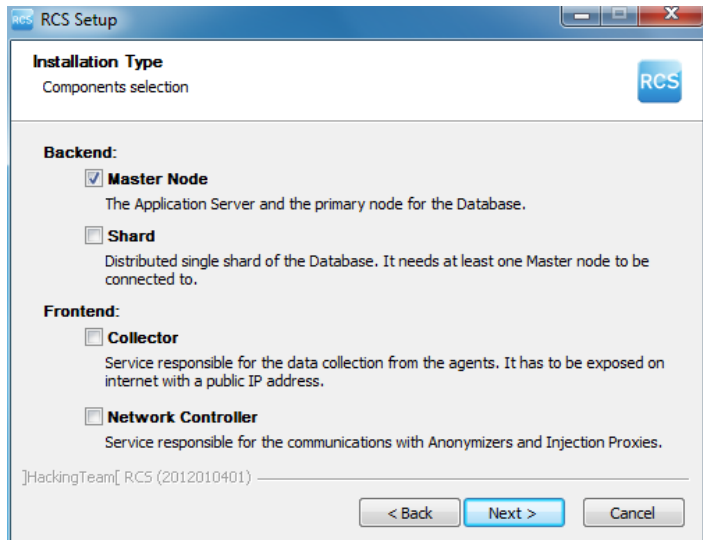 RCS RCS Setup
Installation Type
Components selection
RCS
Backend:
Master Node
The Application Server and the primary node for the Database.
Shard
Distributed single shard of the Database. It needs at least one Master node to be
connected to.
Frontend:
Collector
Service responsible for the data collection from the agents. It has to be exposed on
internet with a public IP address.
Network Controller
Service responsible for the communications with Anonymizers and Injection Proxies.
]HackingTeam[ RCS (2012010401)
< Back Next > Cancel